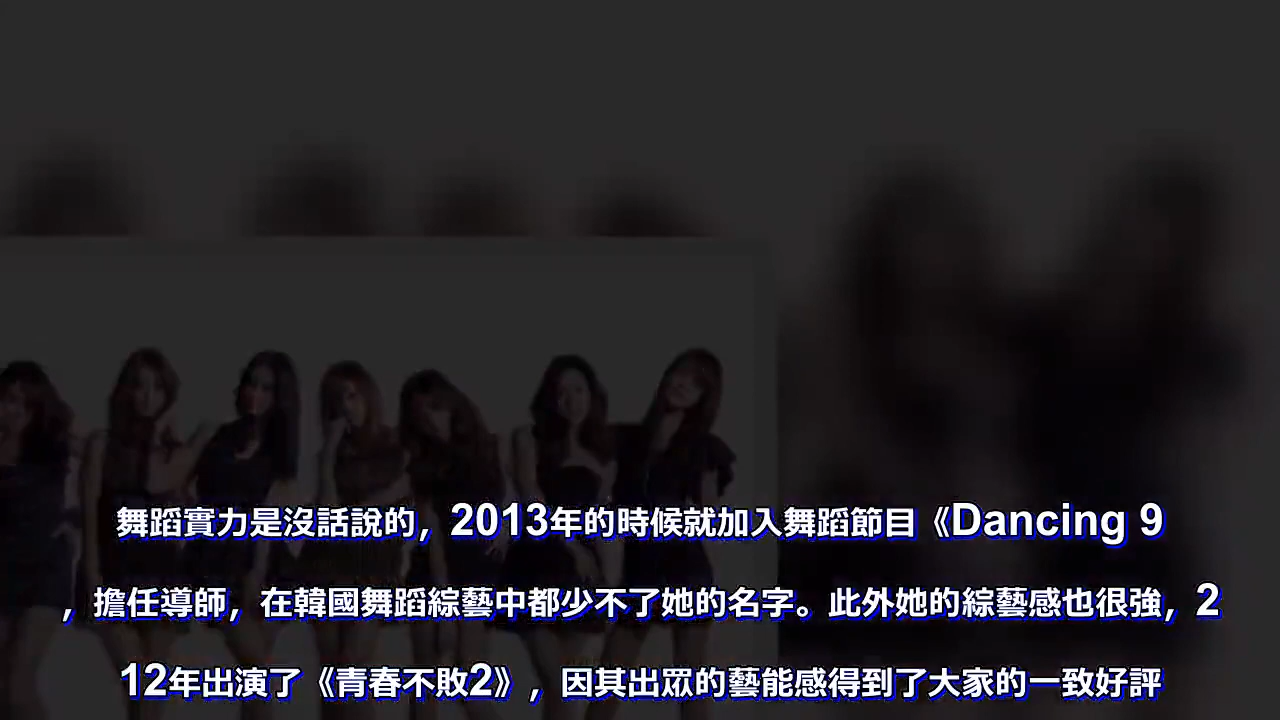 舞蹈實力是沒話說的，2013年的時候就加入舞蹈節目《Dancing 9
，擔任導師，在韓國舞蹈綜藝中都少不了她的名字。此外她的綜藝感也很強，2
12年出演了《青春不敗2》，因其出眾的藝能感得到了大家的一致好評